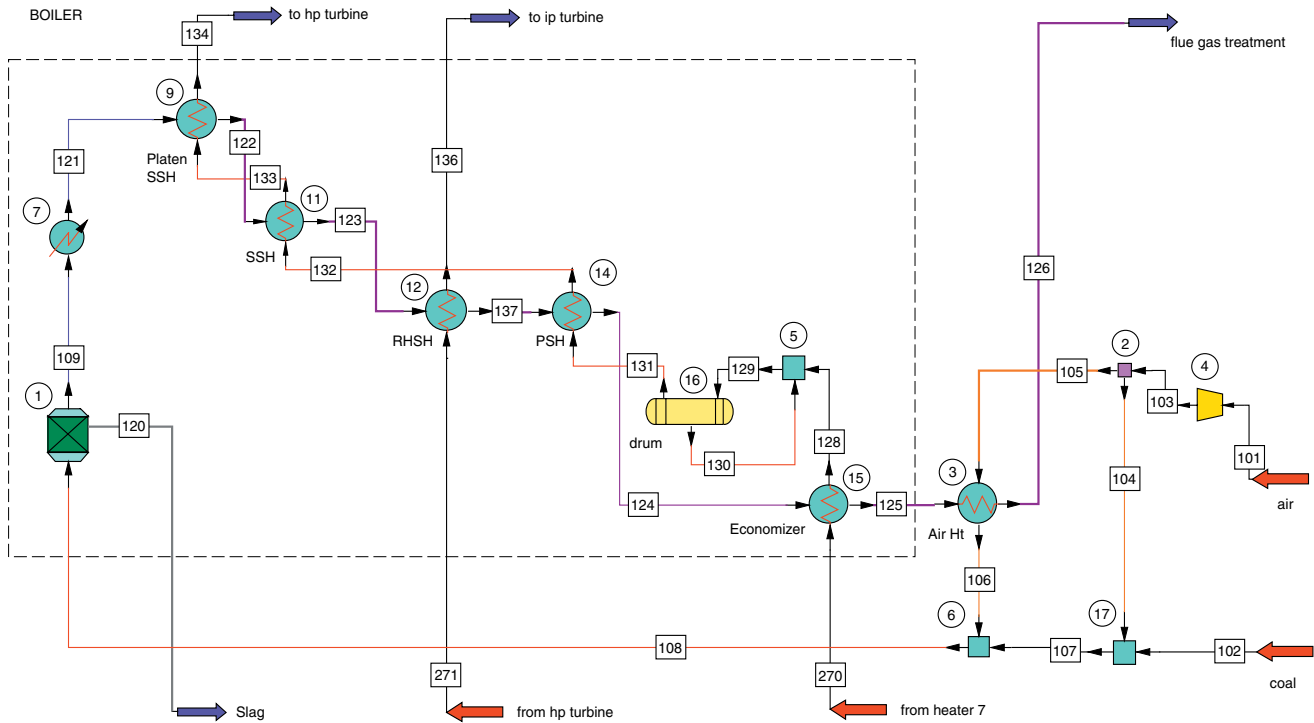 BOILER
to hp turbine
to ip turbine
flue gas treatment
134
136
9
121
122
Platen
SSH
133
11
7
123
SSH
132
14
126
12
137
RHSH
PSH
5
2
105
4
109
131
16
129
103
1
120
drum
128
101
130
3
15
104
124
125
air
Economizer
Air Ht
106
6
17
108
107
102
coal
271
270
Slag
from hp turbine
from heater 7